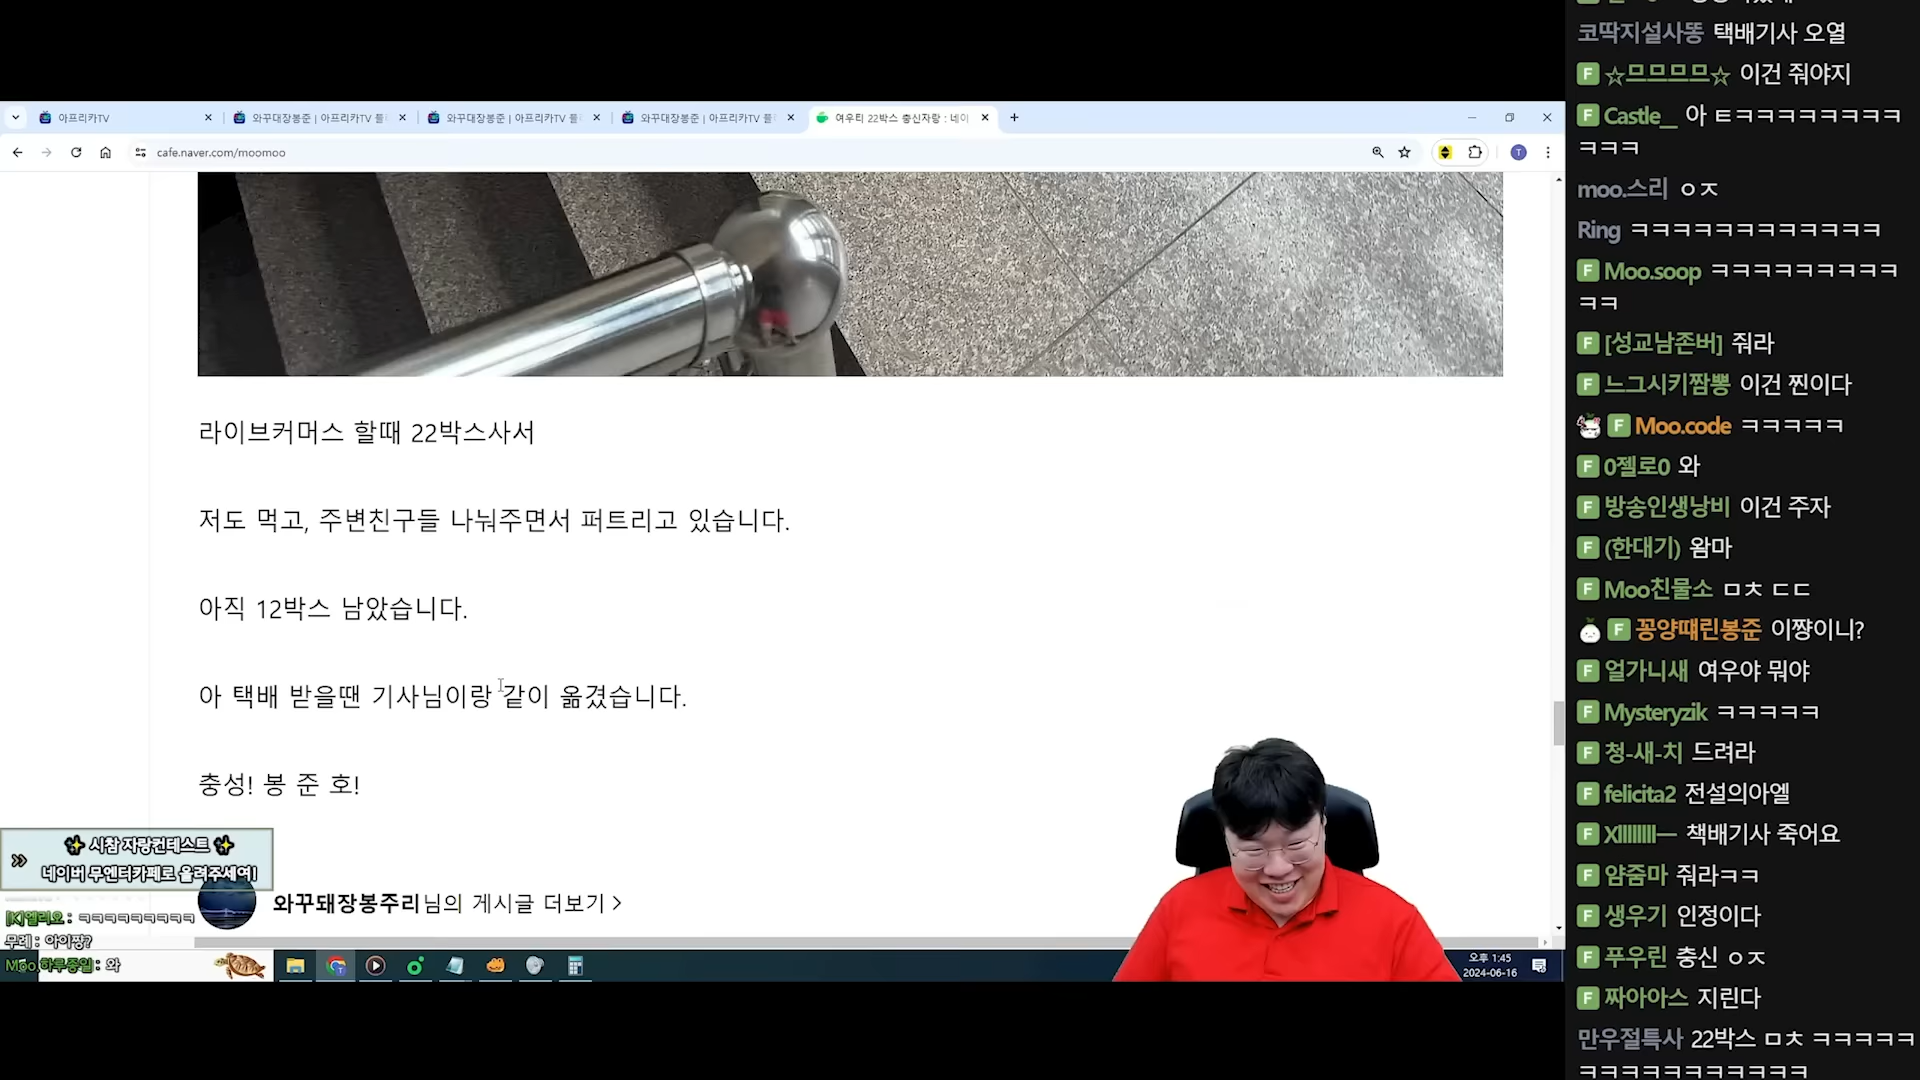 아프리카TV
와꾸대장봉준 | 아프리카TV 플
와꾸대장봉준 | 아프리카TV 플
와꾸대장봉준 | 아프리카TV 플
여우티 22박스 충신자랑 : 네이
cafe.naver.com/moomoo
T
라이브커머스 할때 22박스사서
저도 먹고, 주변친구들 나눠주면서 퍼트리고 있습니다.
아직 12박스 남았습니다.
아 택배 받을땐 기사님이랑 같이 옮겼습니다.
충성! 봉 준 호!
시참 자랑컨테스트
네이버 무엔터카페로 올려주세여!
와꾸돼장봉주리님의 게시글 더보기 >
[K]엘리오 : ㅋㅋㅋㅋㅋㅋㅋㅋㅋ
무례 : 아이쨩?
Moo.하루종일 : 와
오후 1:45
2024-06-16
코딱지설사똥 택배기사 오열
F ☆므므므므☆ 이건 줘야지
F Castle__ 아 ㅌㅋㅋㅋㅋㅋㅋㅋㅋ
ㅋㅋㅋ
moo.스리 ㅇㅈ
Ring ㅋㅋㅋㅋㅋㅋㅋㅋㅋㅋㅋㅋ
F Moo.soop ㅋㅋㅋㅋㅋㅋㅋㅋㅋ
ㅋㅋ
F [성교남존버] 줘라
F 느그시키짬뽕 이건 찐이다
F Moo.code ㅋㅋㅋㅋㅋ
F 0젤로0 와
F 방송인생낭비 이건 주자
F (한대기) 왐마
F Moo친물소 ㅁㅊ ㄷㄷ
F 꽁양떄린봉준 이쨩이니?
F 얼가니새 여우야 뭐야
F Mysteryzik ㅋㅋㅋㅋㅋ
F 청-새-치 드려라
F felicita2 전설의아엘
F Xllllllll— 책배기사 죽어요
F 얌줌마 줘라ㅋㅋ
F 생우기 인정이다
F 푸우린 충신 ㅇㅈ
F 짜아아스 지린다
만우절특사 22박스 ㅁㅊ ㅋㅋㅋㅋㅋ
ㅋㅋㅋㅋㅋㅋㅋㅋㅋㅋㅋ